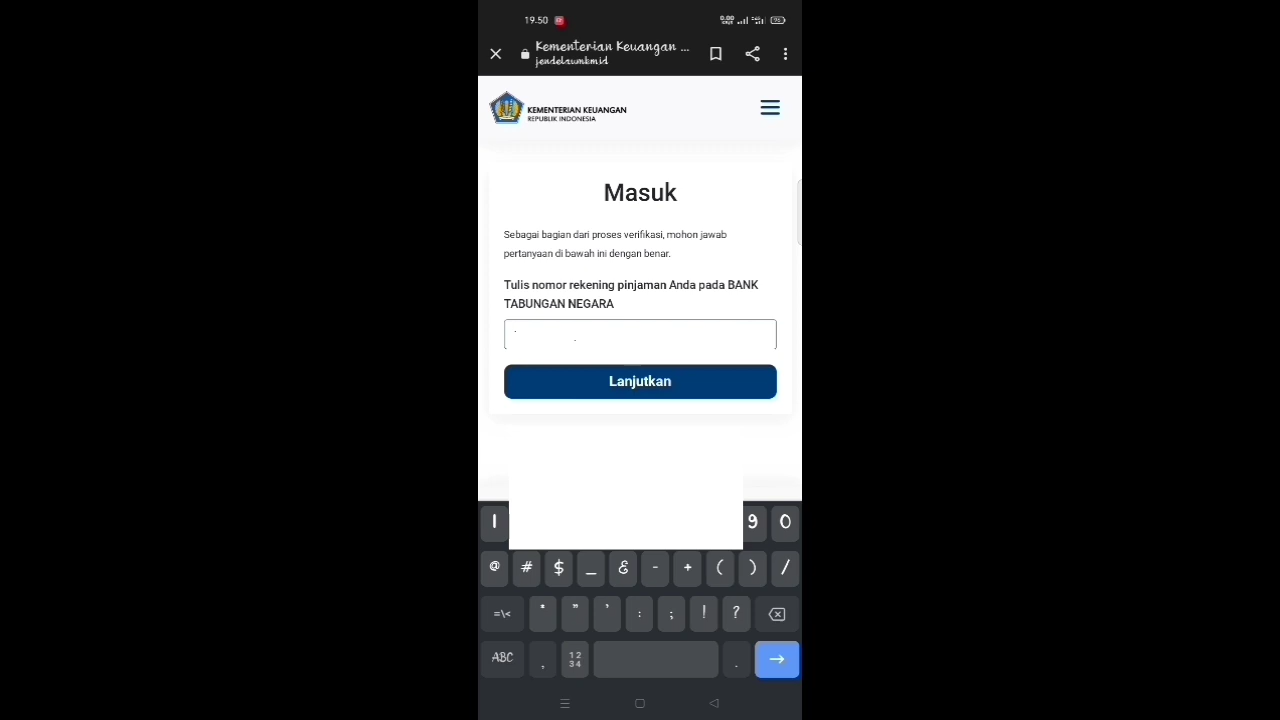 19.50
Kementerian Keuangan ...
jendelaumkm.id
KEMENTERIAN KEUANGAN
REPUBLIK INDONESIA
Masuk
Sebagai bagian dari proses verifikasi, mohon jawab
pertanyaan di bawah ini dengan benar.
Tulis nomor rekening pinjaman Anda pada BANK
TABUNGAN NEGARA
Lanjutkan
1 9 0
@ # $ _ & - + ( ) /
=\< * " ' : ; ! ?
ABC , 12 34 .